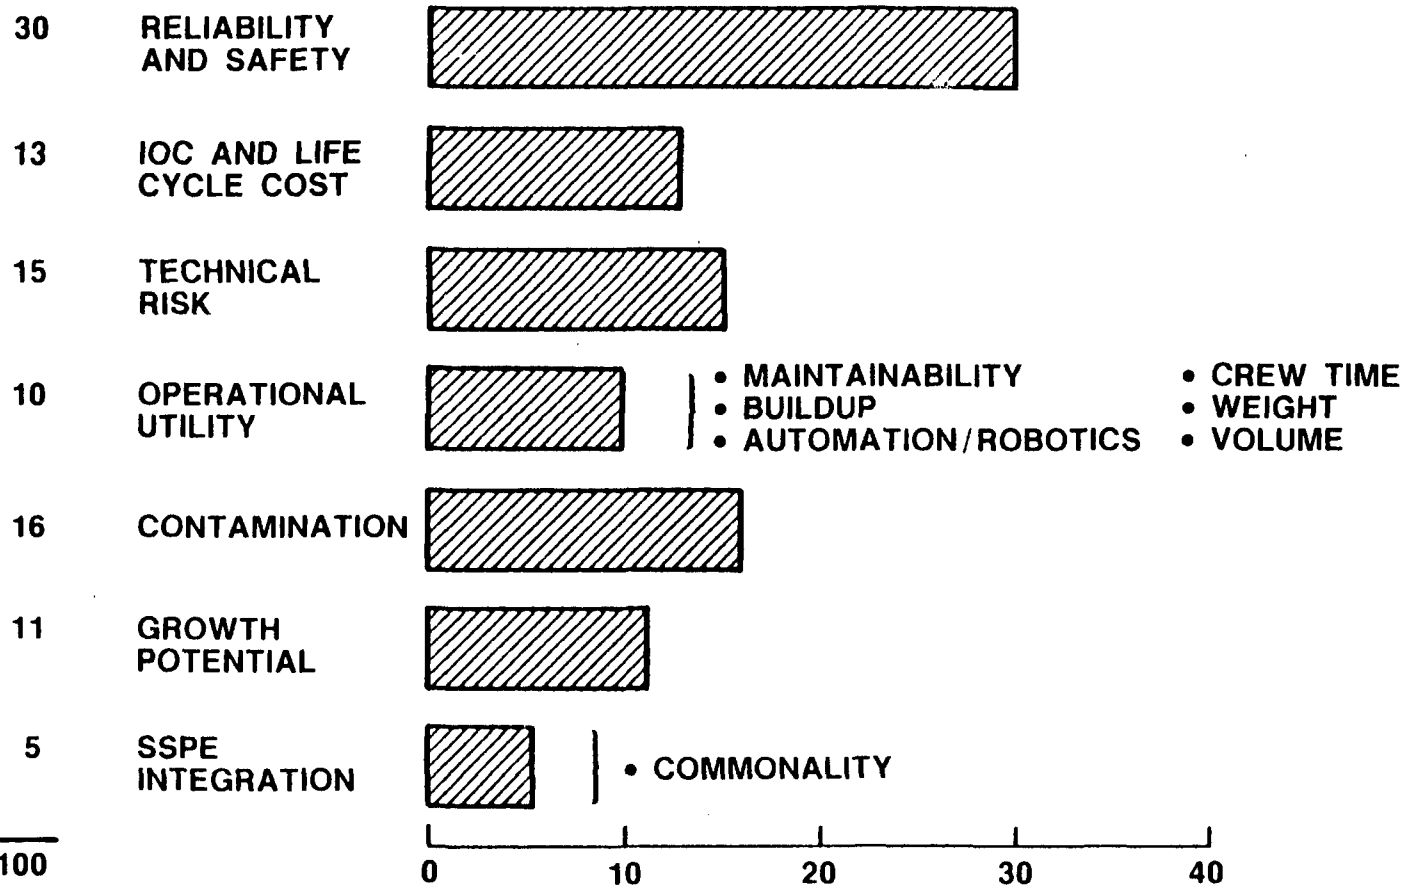 30 RELIABILITY
AND SAFETY
13 IOC AND LIFE
CYCLE COST
15 TECHNICAL
RISK
10 OPERATIONAL
UTILITY
• MAINTAINABILITY
• BUILDUP
• AUTOMATION/ROBOTICS
• CREW TIME
• WEIGHT
• VOLUME
16 CONTAMINATION
11 GROWTH
POTENTIAL
5 SSPE
INTEGRATION
• COMMONALITY
100
0 10 20 30 40